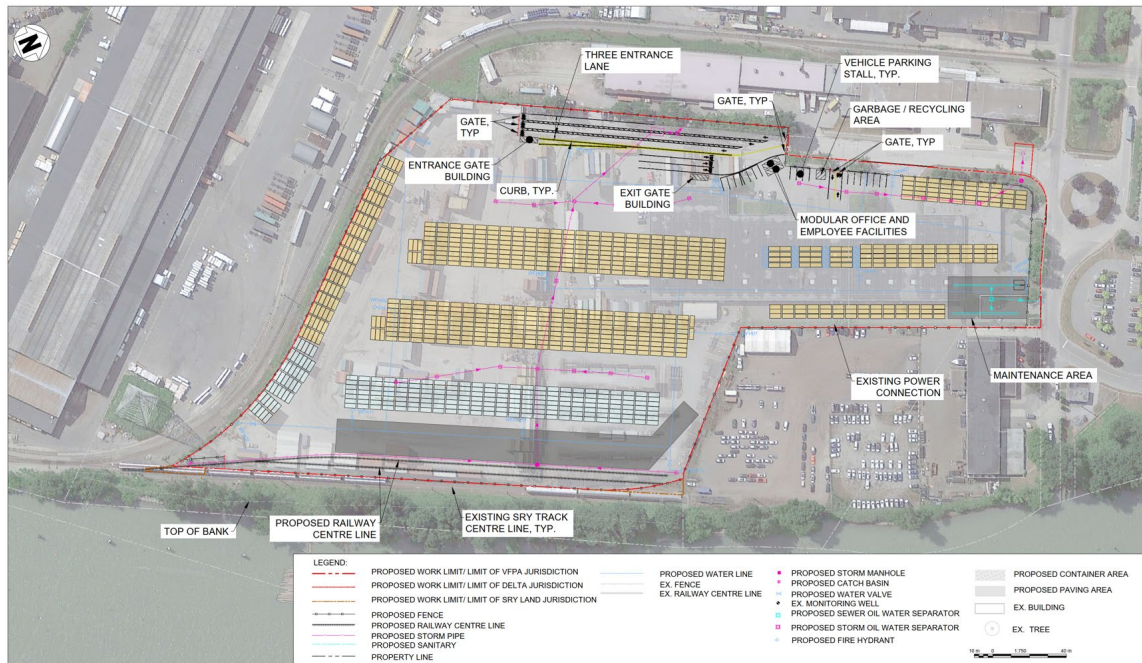 N
THREE ENTRANCE
LANE
VEHICLE PARKING
STALL, TYP.
GATE, TYP
GARBAGE / RECYCLING
AREA
GATE,
TYP
GATE, TYP
ENTRANCE GATE
BUILDING
CURB, TYP.
EXIT GATE
BUILDING
MODULAR OFFICE AND
EMPLOYEE FACILITIES
EXISTING POWER
CONNECTION
MAINTENANCE AREA
TOP OF BANK
PROPOSED RAILWAY
CENTRE LINE
EXISTING SRY TRACK
CENTRE LINE, TYP.
LEGEND:
PROPOSED WORK LIMIT/ LIMIT OF VFPA JURISDICTION
PROPOSED WORK LIMIT/ LIMIT OF DELTA JURISDICTION
PROPOSED WORK LIMIT/ LIMIT OF SRY LAND JURISDICTION
PROPOSED FENCE
PROPOSED RAILWAY CENTRE LINE
PROPOSED STORM PIPE
PROPOSED SANITARY
PROPERTY LINE
PROPOSED WATER LINE
EX. FENCE
EX. RAILWAY CENTRE LINE
PROPOSED STORM MANHOLE
PROPOSED CATCH BASIN
PROPOSED WATER VALVE
EX. MONITORING WELL
PROPOSED SEWER OIL WATER SEPARATOR
PROPOSED STORM OIL WATER SEPARATOR
PROPOSED FIRE HYDRANT
PROPOSED CONTAINER AREA
PROPOSED PAVING AREA
EX. BUILDING
EX. TREE
10 m 0 1:750 40 m